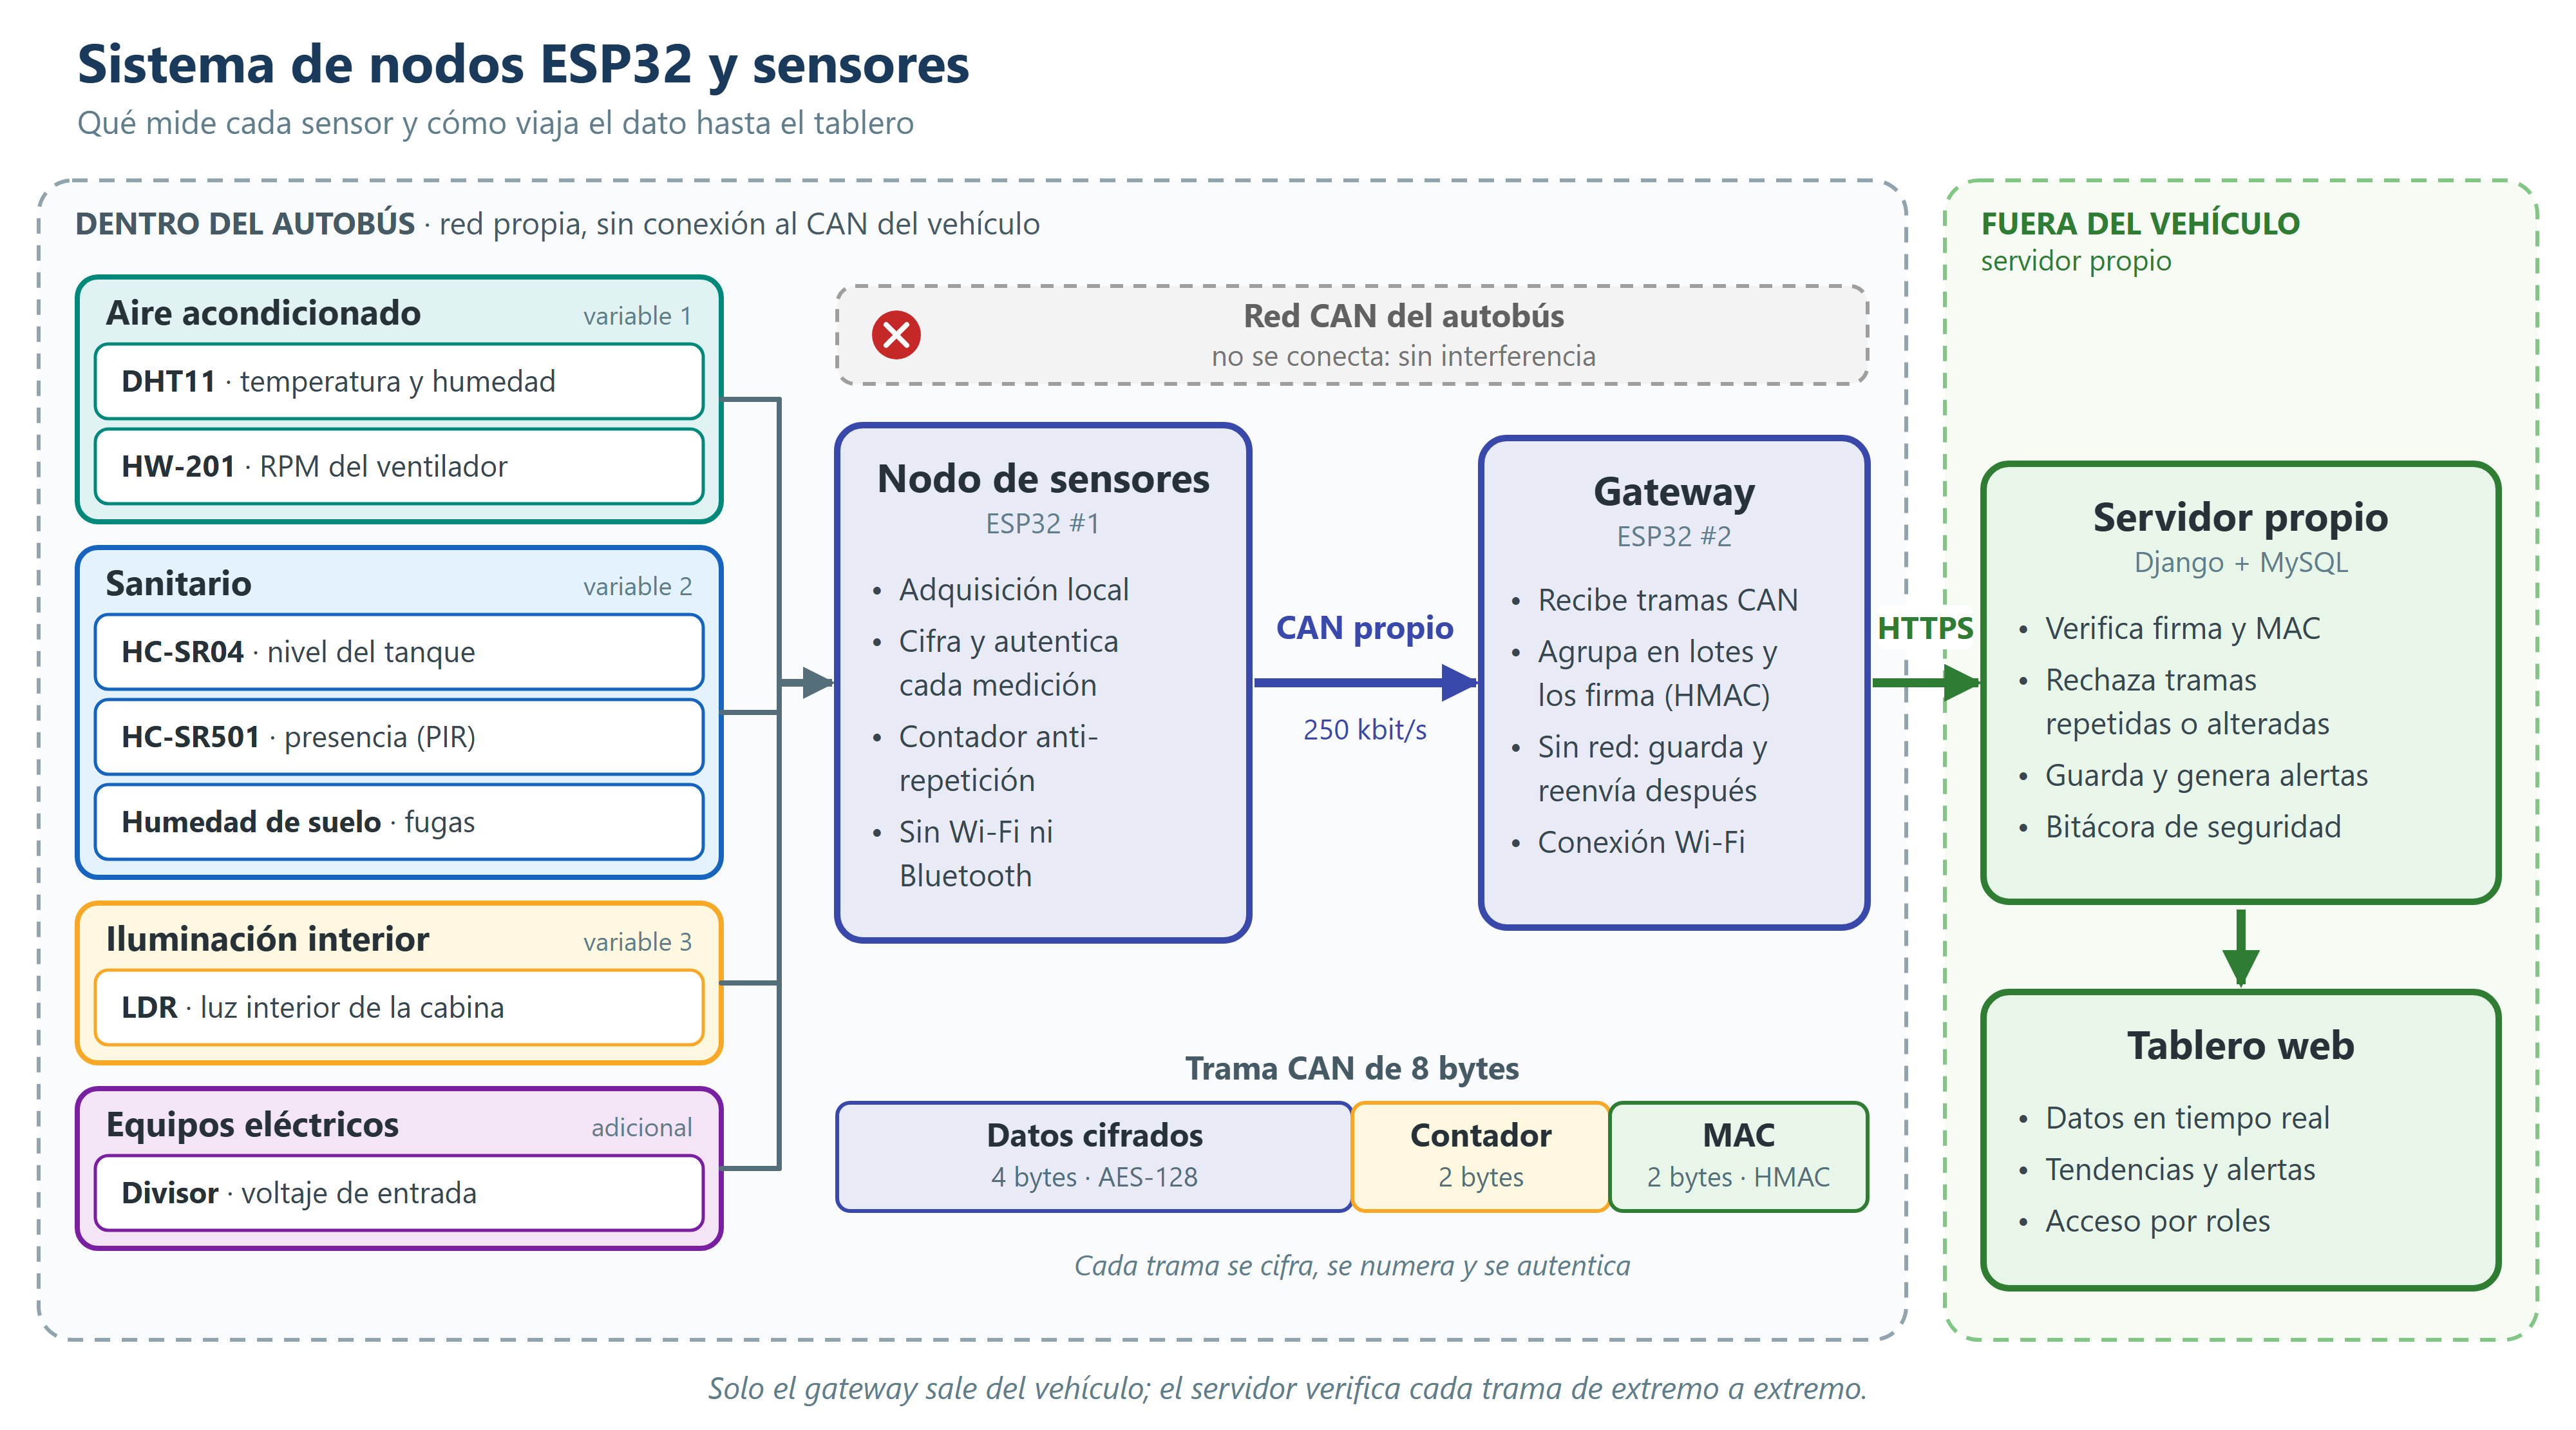 Sistema de nodos ESP32 y sensores
Qué mide cada sensor y cómo viaja el dato hasta el tablero
DENTRO DEL AUTOBÚS · red propia, sin conexión al CAN del vehículo
Aire acondicionado variable 1
DHT11 · temperatura y humedad
HW-201 · RPM del ventilador
Sanitario variable 2
HC-SR04 · nivel del tanque
HC-SR501 · presencia (PIR)
Humedad de suelo · fugas
Iluminación interior variable 3
LDR · luz interior de la cabina
Equipos eléctricos adicional
Divisor · voltaje de entrada
Red CAN del autobús
no se conecta: sin interferencia
Nodo de sensores
ESP32 #1
• Adquisición local
• Cifra y autentica
cada medición
• Contador anti-
repetición
• Sin Wi-Fi ni
Bluetooth
CAN propio
250 kbit/s
Gateway
ESP32 #2
• Recibe tramas CAN
• Agrupa en lotes y
los firma (HMAC)
• Sin red: guarda y
reenvía después
• Conexión Wi-Fi
Trama CAN de 8 bytes
Datos cifrados
4 bytes · AES-128
Contador
2 bytes
MAC
2 bytes · HMAC
Cada trama se cifra, se numera y se autentica
HTTPS
FUERA DEL VEHÍCULO
servidor propio
Servidor propio
Django + MySQL
• Verifica firma y MAC
• Rechaza tramas
repetidas o alteradas
• Guarda y genera alertas
• Bitácora de seguridad
Tablero web
• Datos en tiempo real
• Tendencias y alertas
• Acceso por roles
Solo el gateway sale del vehículo; el servidor verifica cada trama de extremo a extremo.